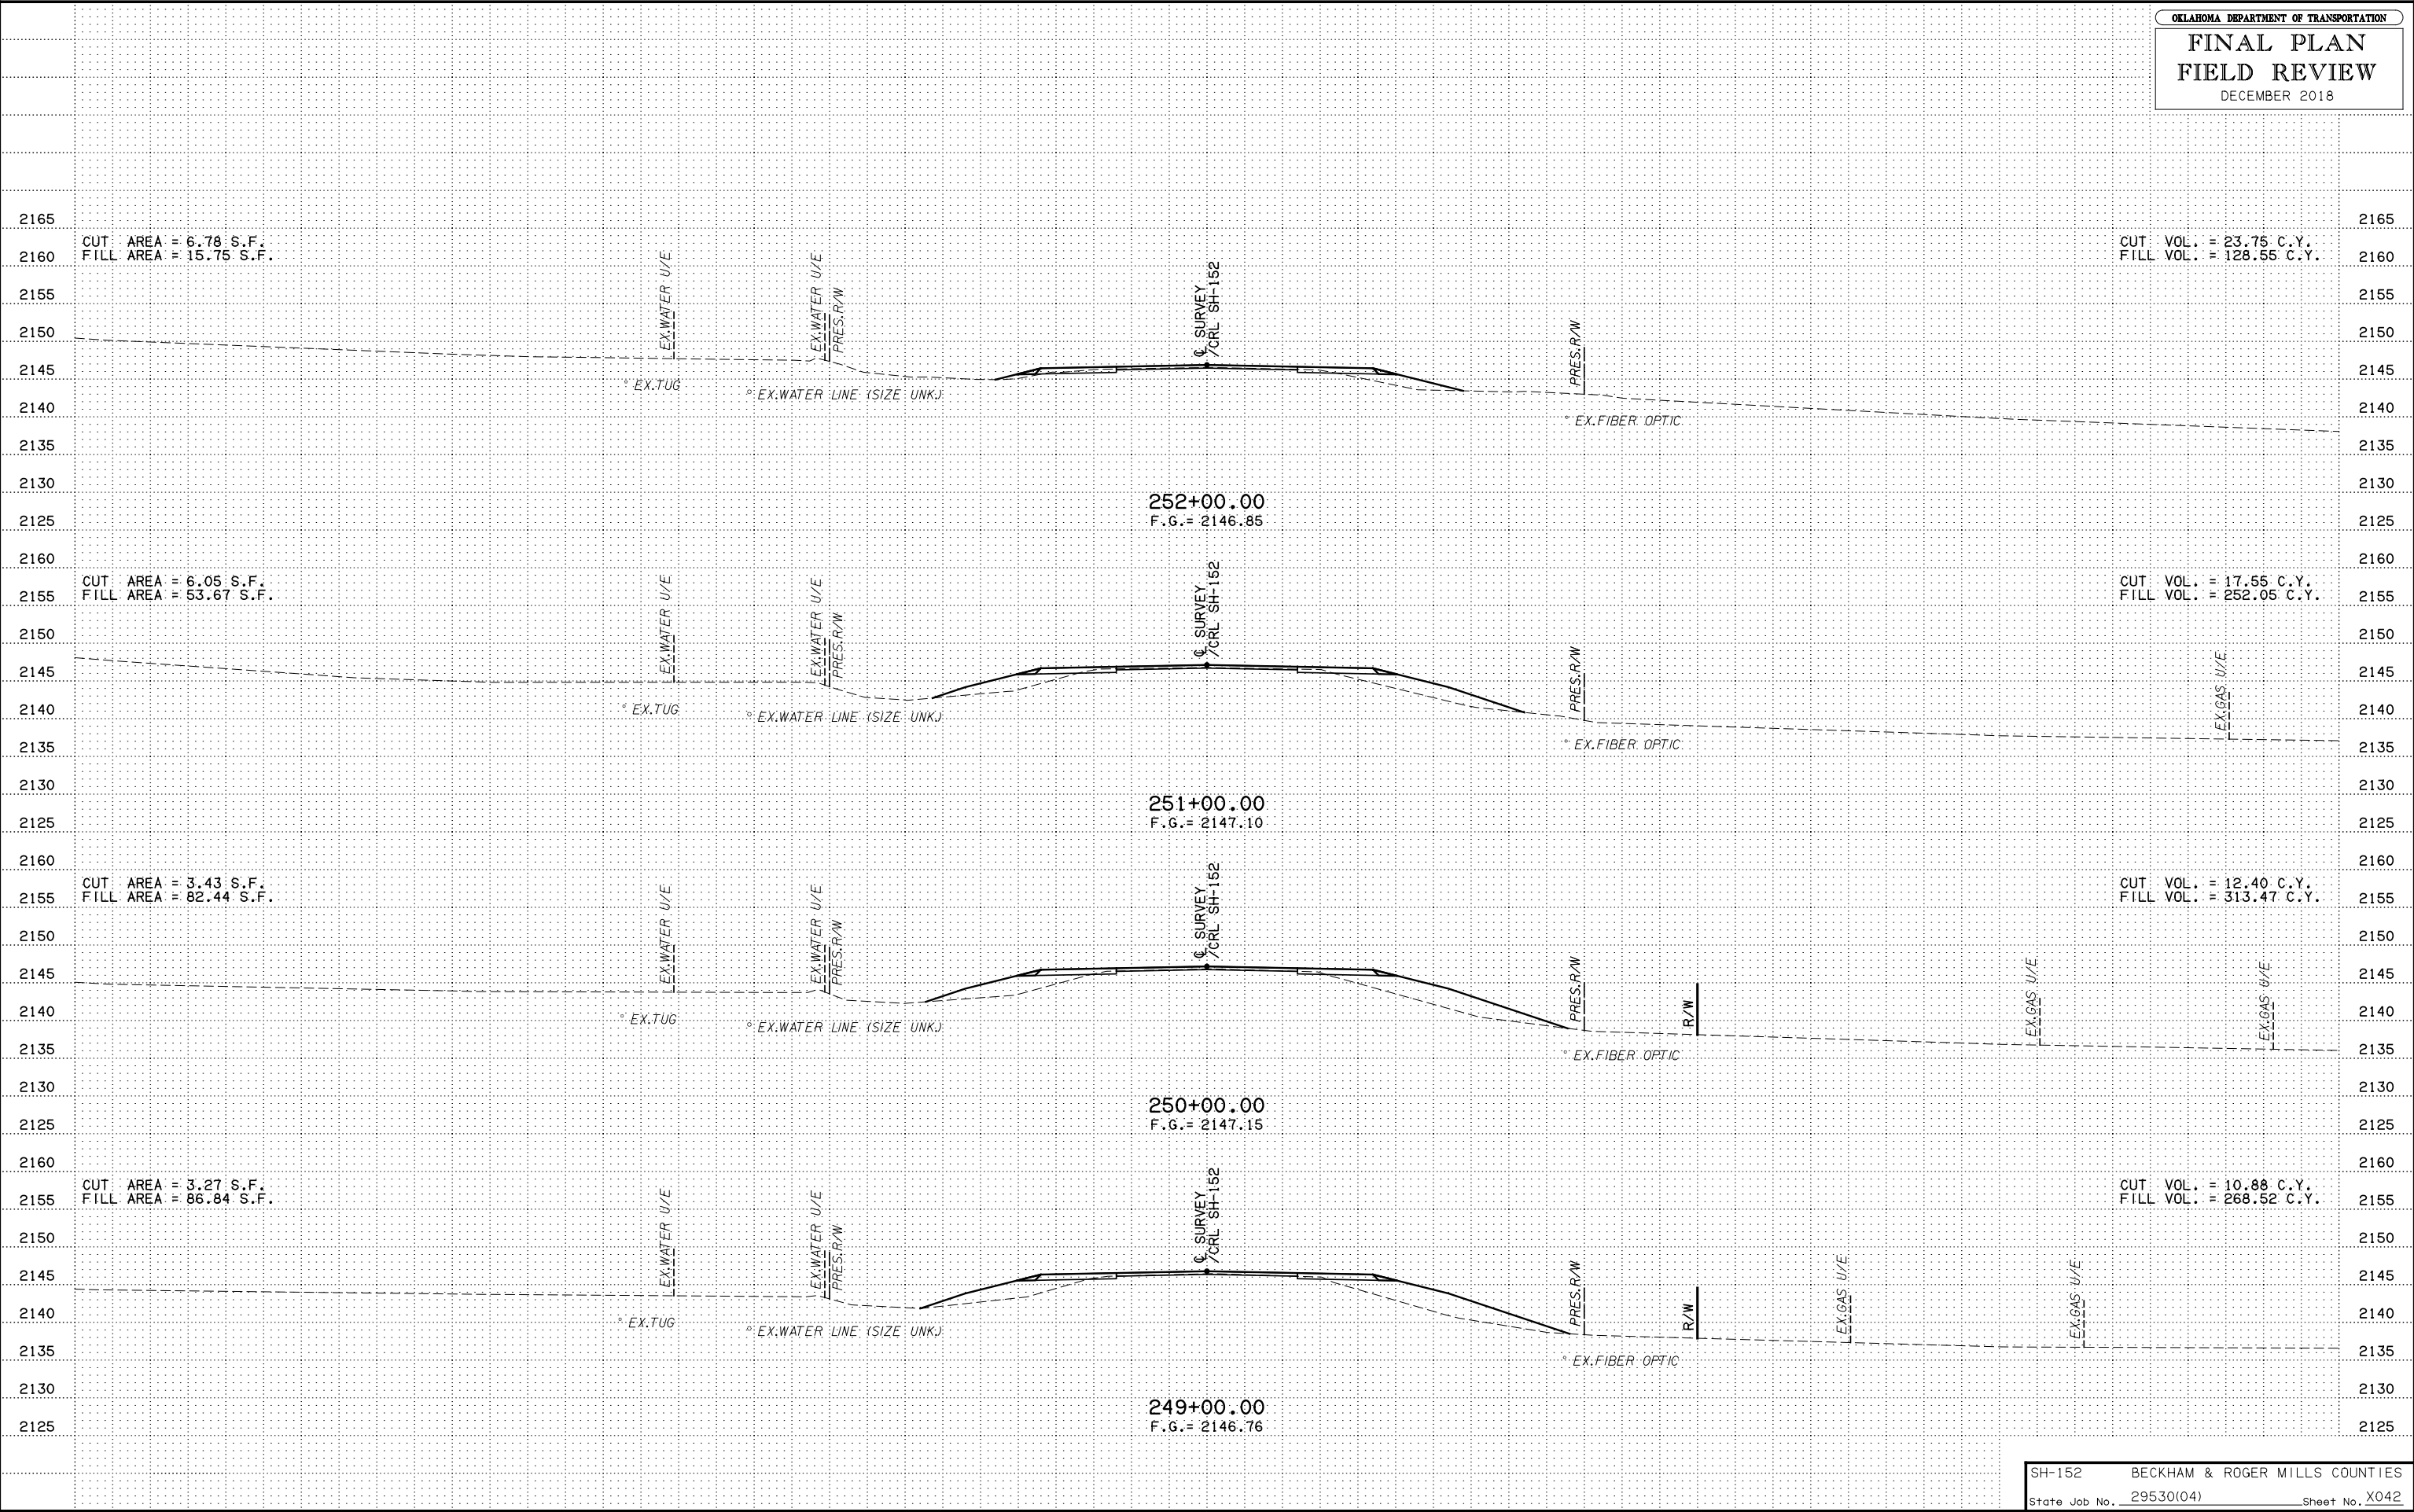 OKLAHOMA DEPARTMENT OF TRANSPORTATION
FINAL PLAN
FIELD REVIEW
DECEMBER 2018
2165 2165
CUT AREA = 6.78 S.F. CUT VOL. = 23.75 C.Y.
FILL AREA = 15.75 S.F. FILL VOL. = 128.55 C.Y.
2160 2160
2155 2155
2150 2150
2145 2145
2140 2140
2135 2135
2130 2130
2125 2125
EX.WATER U/E
EX.WATER U/E
PRES.R/W
℄ SURVEY
/CRL SH-152
PRES.R/W
EX.TUG
EX.WATER LINE (SIZE UNK.)
EX.FIBER OPTIC
252+00.00
F.G.= 2146.85
2160 2160
CUT AREA = 6.05 S.F. CUT VOL. = 17.55 C.Y.
FILL AREA = 53.67 S.F. FILL VOL. = 252.05 C.Y.
2155 2155
2150 2150
2145 2145
2140 2140
2135 2135
2130 2130
2125 2125
EX.WATER U/E
EX.WATER U/E
PRES.R/W
℄ SURVEY
/CRL SH-152
PRES.R/W
EX.GAS U/E
EX.TUG
EX.WATER LINE (SIZE UNK.)
EX.FIBER OPTIC
251+00.00
F.G.= 2147.10
2160 2160
CUT AREA = 3.43 S.F. CUT VOL. = 12.40 C.Y.
FILL AREA = 82.44 S.F. FILL VOL. = 313.47 C.Y.
2155 2155
2150 2150
2145 2145
2140 2140
2135 2135
2130 2130
2125 2125
EX.WATER U/E
EX.WATER U/E
PRES.R/W
℄ SURVEY
/CRL SH-152
PRES.R/W
R/W
EX.GAS U/E
EX.GAS U/E
EX.TUG
EX.WATER LINE (SIZE UNK.)
EX.FIBER OPTIC
250+00.00
F.G.= 2147.15
2160 2160
CUT AREA = 3.27 S.F. CUT VOL. = 10.88 C.Y.
FILL AREA = 86.84 S.F. FILL VOL. = 268.52 C.Y.
2155 2155
2150 2150
2145 2145
2140 2140
2135 2135
2130 2130
2125 2125
EX.WATER U/E
EX.WATER U/E
PRES.R/W
℄ SURVEY
/CRL SH-152
PRES.R/W
R/W
EX.GAS U/E
EX.GAS U/E
EX.TUG
EX.WATER LINE (SIZE UNK.)
EX.FIBER OPTIC
249+00.00
F.G.= 2146.76
SH-152 BECKHAM & ROGER MILLS COUNTIES
State Job No. 29530(04) Sheet No. X042